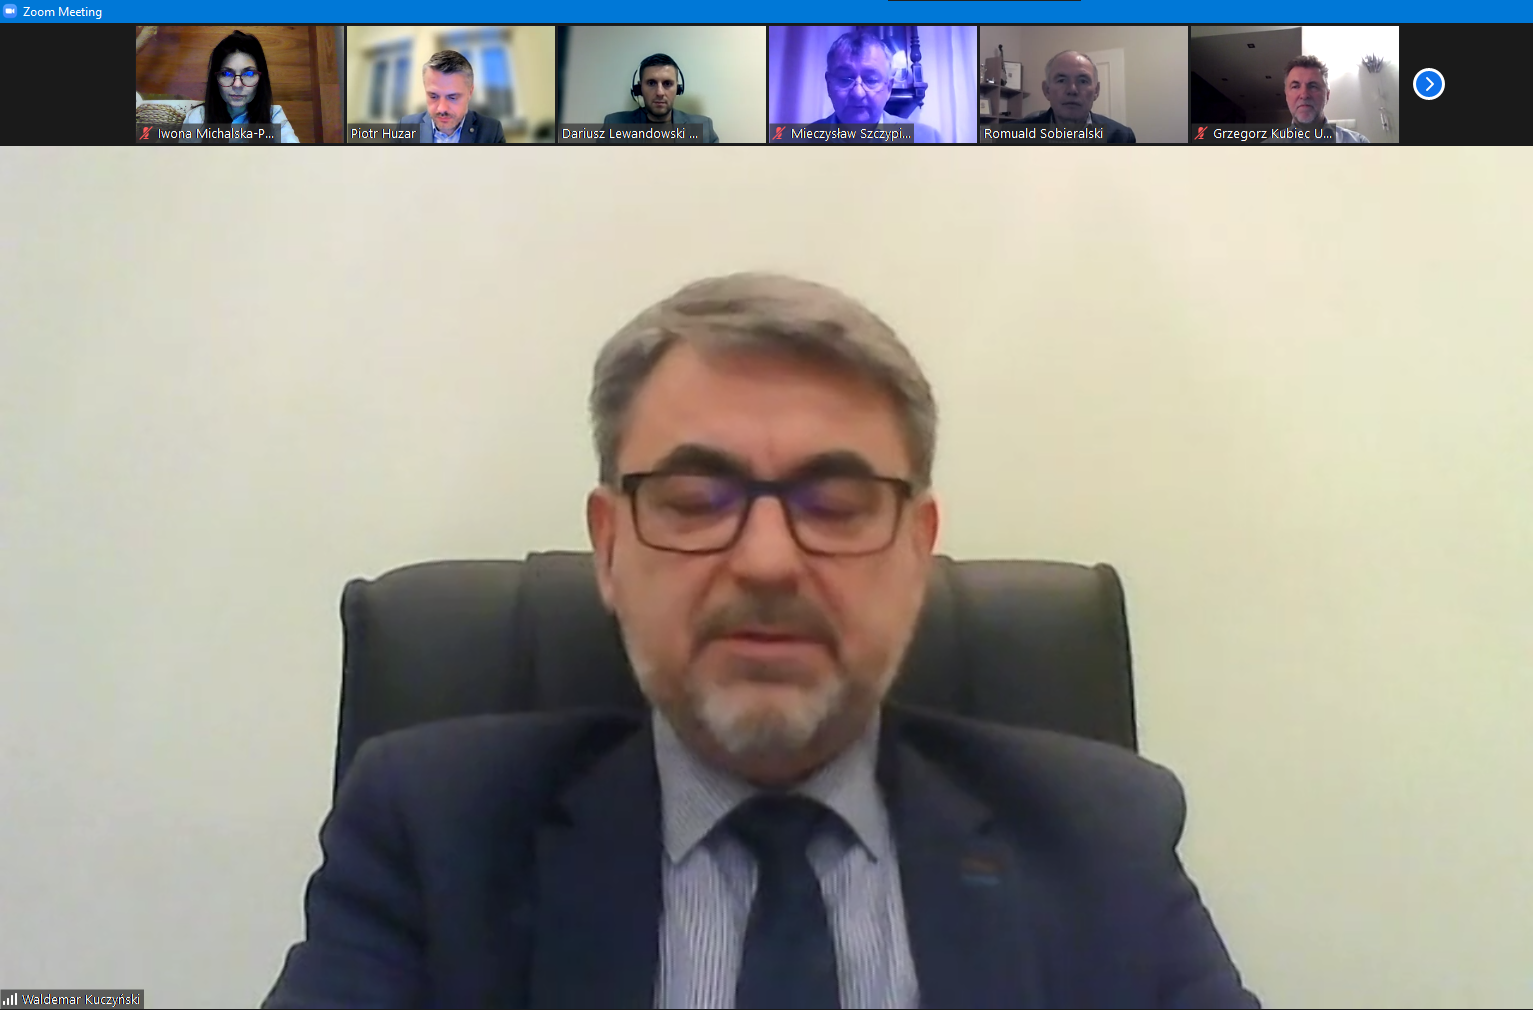 Zoom Meeting
Iwona Michalska-P...
Piotr Huzar
Dariusz Lewandowski ...
Mieczysław Szczypi...
Romuald Sobieralski
Grzegorz Kubiec U...
Waldemar Kuczyński